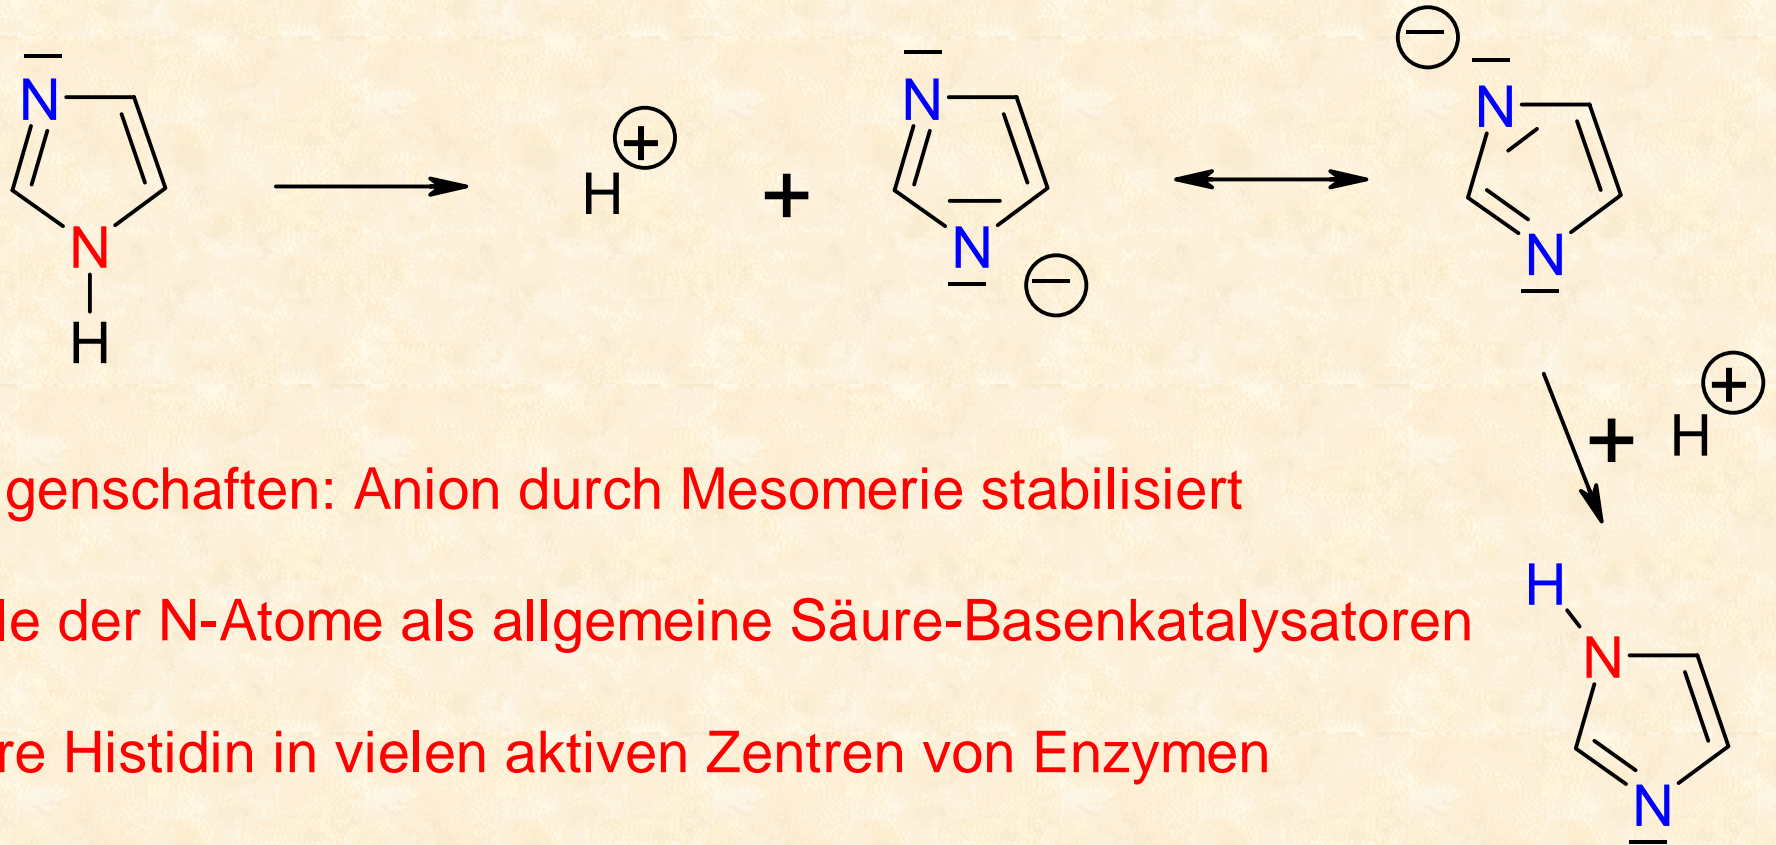 N N N
H ⊕ + ⊖ ↔ ⊖
N N ⊖ N
H
+ H ⊕
genschaften: Anion durch Mesomerie stabilisiert
H
le der N-Atome als allgemeine Säure-Basenkatalysatoren
N
re Histidin in vielen aktiven Zentren von Enzymen
N